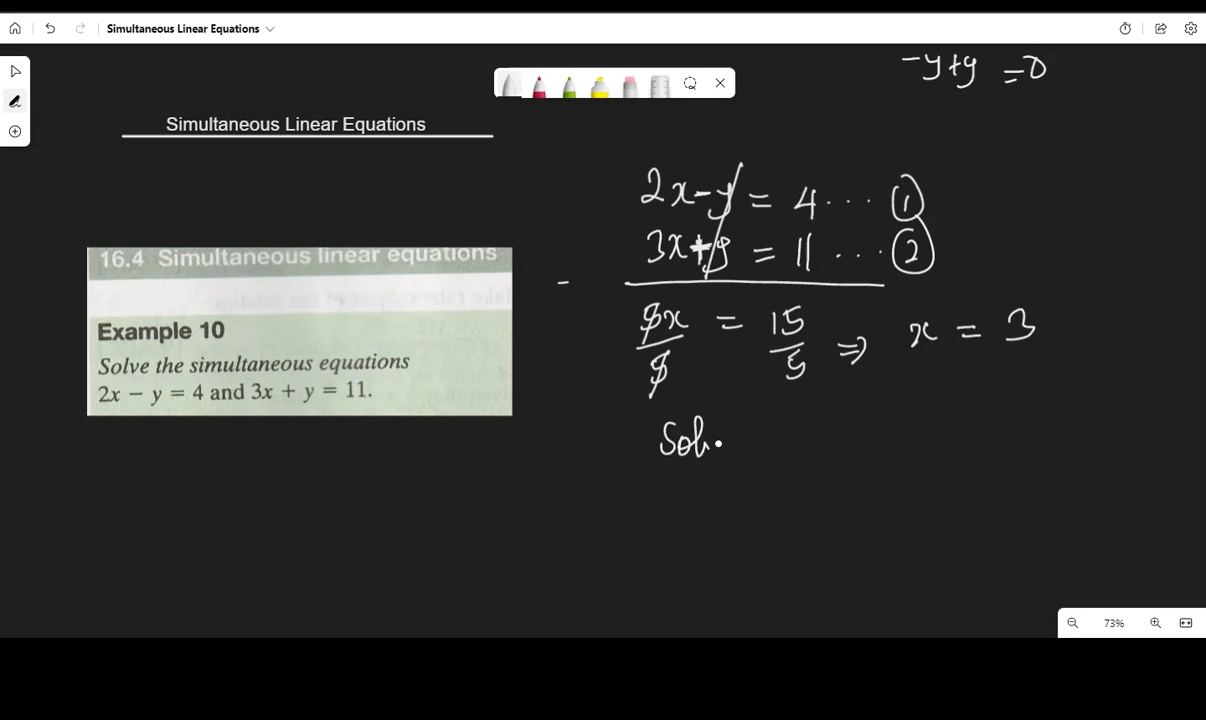 Simultaneous Linear Equations
-y+y = 0
Simultaneous Linear Equations
16.4 Simultaneous linear equations
Example 10
Solve the simultaneous equations
2x − y = 4 and 3x + y = 11.
2x-y = 4 ... ①
3x+y = 11 ... ②
-
5x = 15 ⇒ x = 3
5 5
Sob.
73%